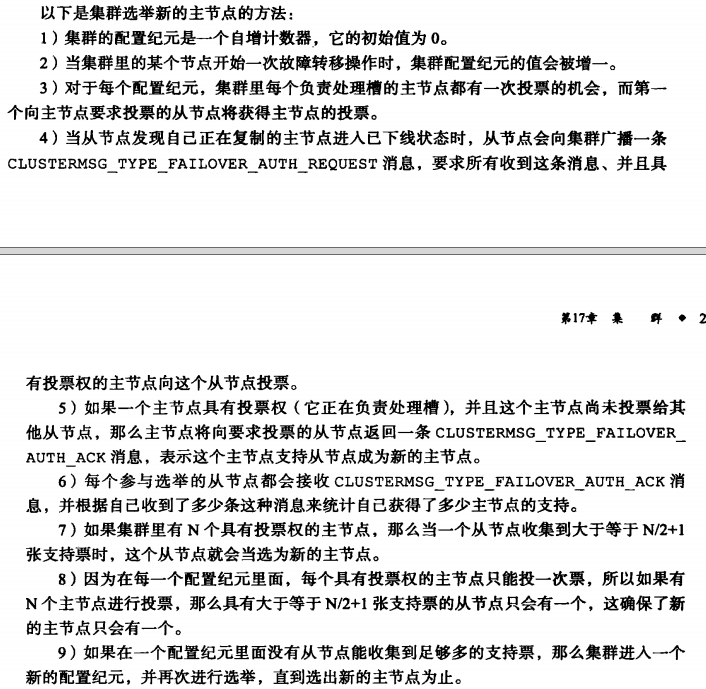 以下是集群选举新的主节点的方法：
1）集群的配置纪元是一个自增计数器，它的初始值为 0。
2）当集群里的某个节点开始一次故障转移操作时，集群配置纪元的值会被增一。
3）对于每个配置纪元，集群里每个负责处理槽的主节点都有一次投票的机会，而第一
个向主节点要求投票的从节点将获得主节点的投票。
4）当从节点发现自己正在复制的主节点进入已下线状态时，从节点会向集群广播一条
CLUSTERMSG_TYPE_FAILOVER_AUTH_REQUEST 消息，要求所有收到这条消息、并且具
第17章 集 群 ◆ 2
有投票权的主节点向这个从节点投票。
5）如果一个主节点具有投票权（它正在负责处理槽），并且这个主节点尚未投票给其
他从节点，那么主节点将向要求投票的从节点返回一条 CLUSTERMSG_TYPE_FAILOVER_
AUTH_ACK 消息，表示这个主节点支持从节点成为新的主节点。
6）每个参与选举的从节点都会接收 CLUSTERMSG_TYPE_FAILOVER_AUTH_ACK 消
息，并根据自己收到了多少条这种消息来统计自己获得了多少主节点的支持。
7）如果集群里有 N 个具有投票权的主节点，那么当一个从节点收集到大于等于 N/2+1
张支持票时，这个从节点就会当选为新的主节点。
8）因为在每一个配置纪元里面，每个具有投票权的主节点只能投一次票，所以如果有
N 个主节点进行投票，那么具有大于等于 N/2+1 张支持票的从节点只会有一个，这确保了新
的主节点只会有一个。
9）如果在一个配置纪元里面没有从节点能收集到足够多的支持票，那么集群进入一个
新的配置纪元，并再次进行选举，直到选出新的主节点为止。